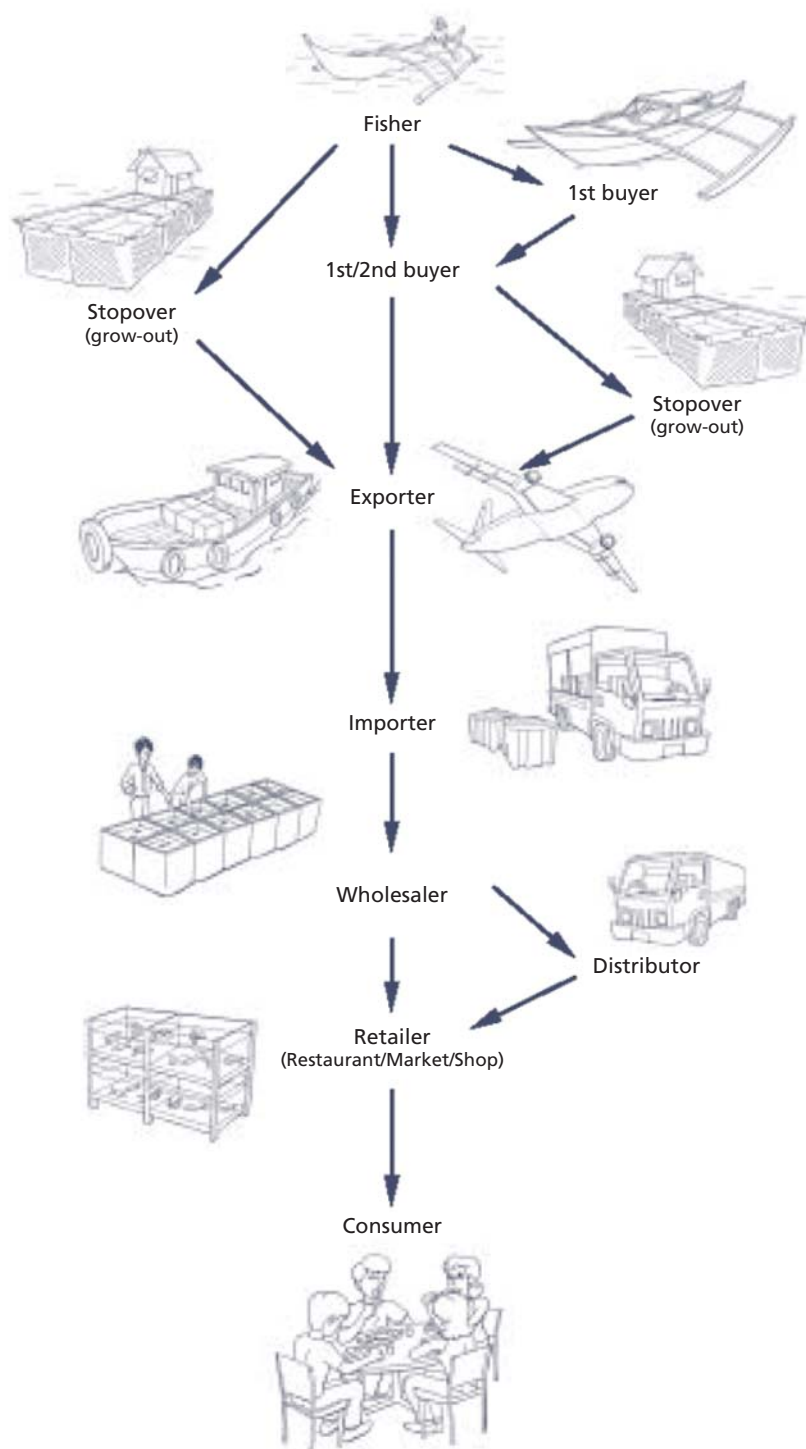 Fisher
1st buyer
1st/2nd buyer
Stopover
(grow-out)
Stopover
(grow-out)
Exporter
Importer
Wholesaler
Distributor
Retailer
(Restaurant/Market/Shop)
Consumer